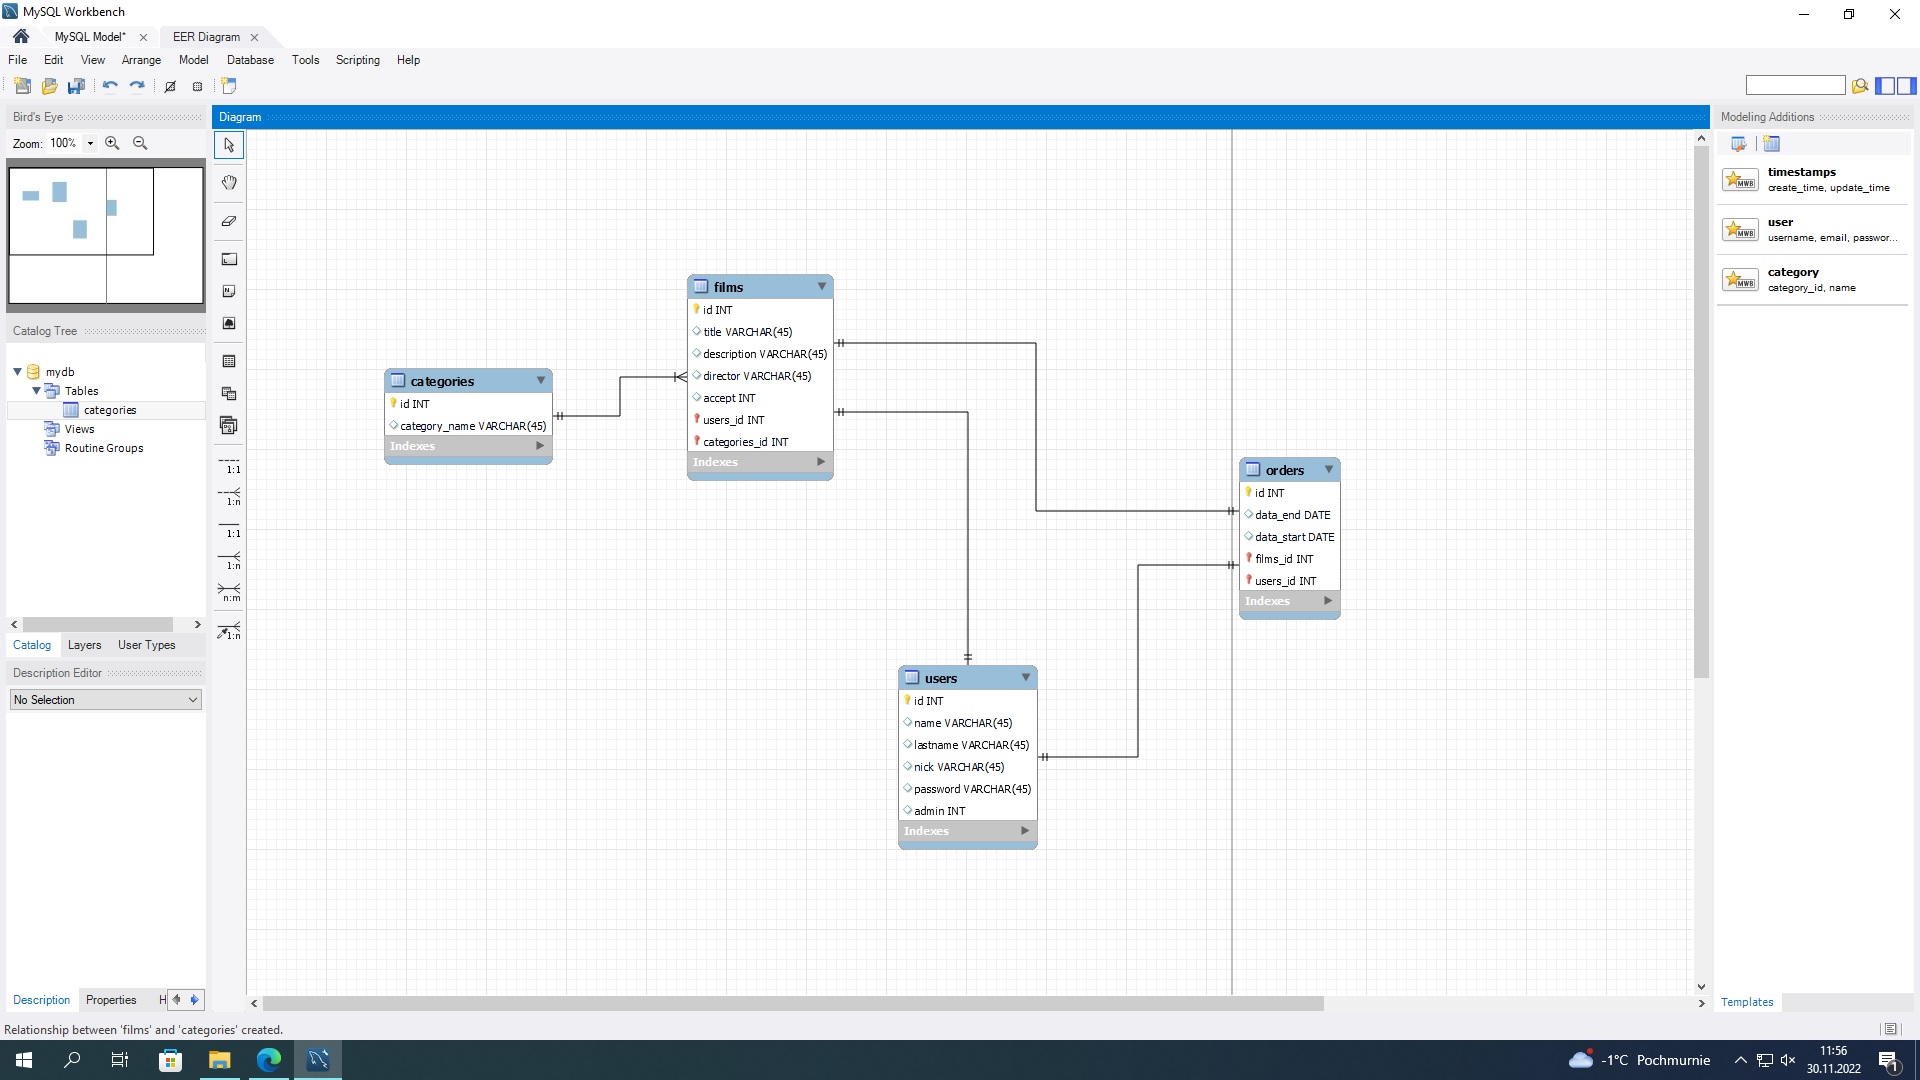 MySQL Workbench
MySQL Model*
EER Diagram
File Edit View Arrange Model Database Tools Scripting Help
Bird's Eye
Zoom: 100%
Catalog Tree
mydb
Tables
categories
Views
Routine Groups
Catalog Layers User Types
Description Editor
No Selection
Description Properties H
Diagram
1:1
1:n
1:1
1:n
n:m
1:n
categories
id INT
category_name VARCHAR(45)
Indexes
films
id INT
title VARCHAR(45)
description VARCHAR(45)
director VARCHAR(45)
accept INT
users_id INT
categories_id INT
Indexes
orders
id INT
data_end DATE
data_start DATE
films_id INT
users_id INT
Indexes
users
id INT
name VARCHAR(45)
lastname VARCHAR(45)
nick VARCHAR(45)
password VARCHAR(45)
admin INT
Indexes
Modeling Additions
MWB
timestamps
create_time, update_time
MWB
user
username, email, passwor...
MWB
category
category_id, name
Templates
Relationship between 'films' and 'categories' created.
-1°C Pochmurnie
11:56
30.11.2022
1